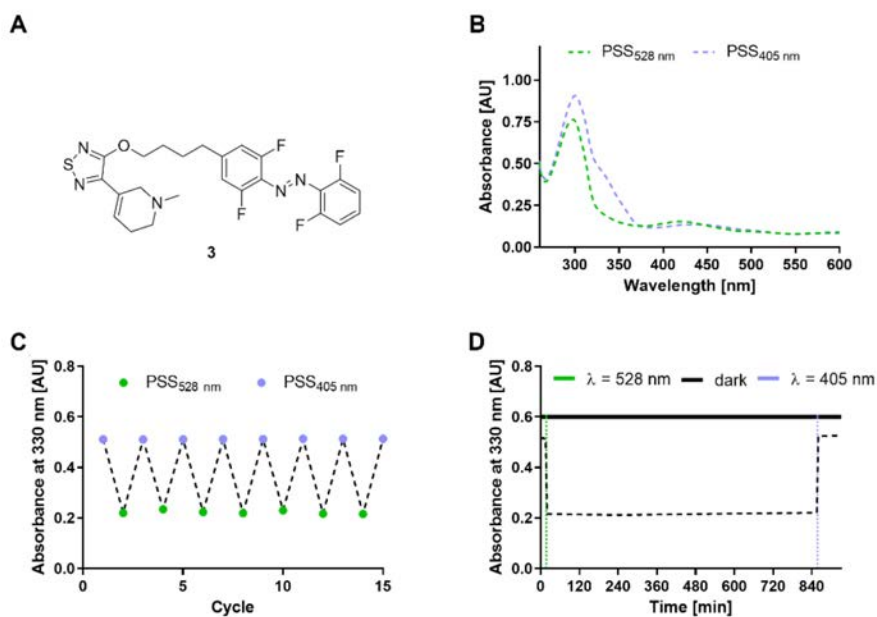 A
S
N
N
O
N
F
F
N
N
F
F
3
B
PSS528 nm PSS405 nm
Absorbance [AU]
1.00
0.75
0.50
0.25
0.00
300 350 400 450 500 550 600
Wavelength [nm]
C
PSS528 nm PSS405 nm
Absorbance at 330 nm [AU]
0.8
0.6
0.4
0.2
0.0
0 5 10 15
Cycle
D
λ = 528 nm dark λ = 405 nm
Absorbance at 330 nm [AU]
0.8
0.6
0.4
0.2
0.0
0 120 240 360 480 600 720 840
Time [min]